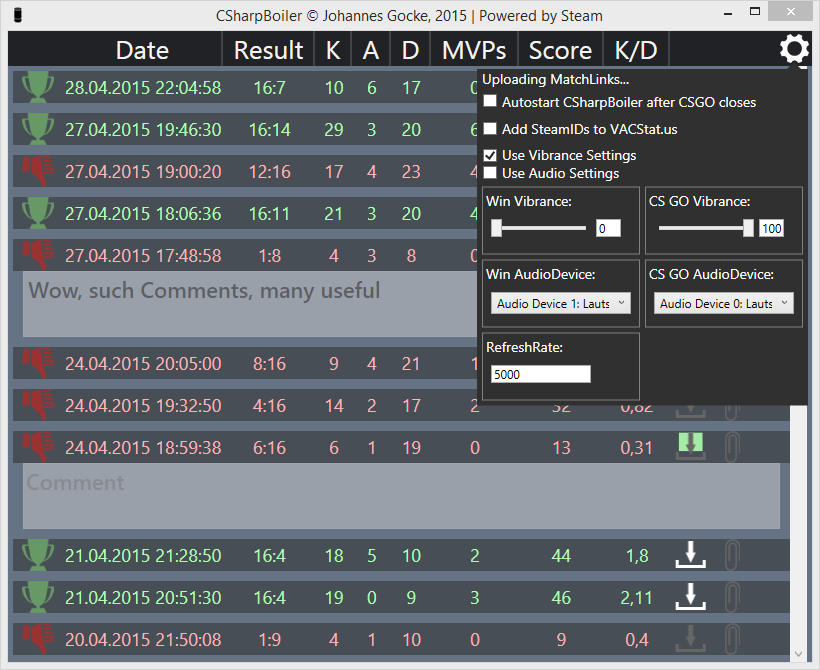 CSharpBoiler © Johannes Gocke, 2015 | Powered by Steam
Date Result K A D MVPs Score K/D
Uploading MatchLinks...
Autostart CSharpBoiler after CSGO closes
Add SteamIDs to VACStat.us
Use Vibrance Settings
Use Audio Settings
Win Vibrance: CS GO Vibrance:
0 100
Win AudioDevice: CS GO AudioDevice:
Audio Device 1: Lauts Audio Device 0: Lauts
RefreshRate:
5000
28.04.2015 22:04:58 16:7 10 6 17
27.04.2015 19:46:30 16:14 29 3 20
27.04.2015 19:00:20 12:16 17 4 23
27.04.2015 18:06:36 16:11 21 3 20
27.04.2015 17:48:58 1:8 4 3 8
Wow, such Comments, many useful
24.04.2015 20:05:00 8:16 9 4 21
24.04.2015 19:32:50 4:16 14 2 17 2 32 0,82
24.04.2015 18:59:38 6:16 6 1 19 0 13 0,31
Comment
21.04.2015 21:28:50 16:4 18 5 10 2 44 1,8
21.04.2015 20:51:30 16:4 19 0 9 3 46 2,11
20.04.2015 21:50:08 1:9 4 1 10 0 9 0,4